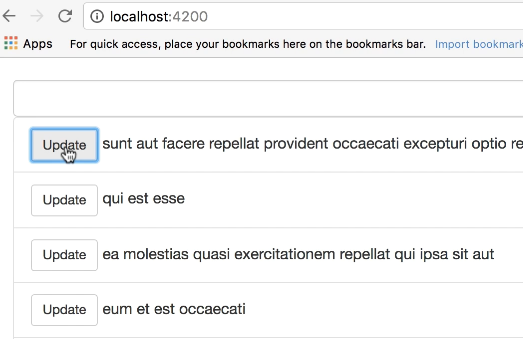 localhost:4200
Apps For quick access, place your bookmarks here on the bookmarks bar. Import bookmark
Update sunt aut facere repellat provident occaecati excepturi optio re
Update qui est esse
Update ea molestias quasi exercitationem repellat qui ipsa sit aut
Update eum et est occaecati